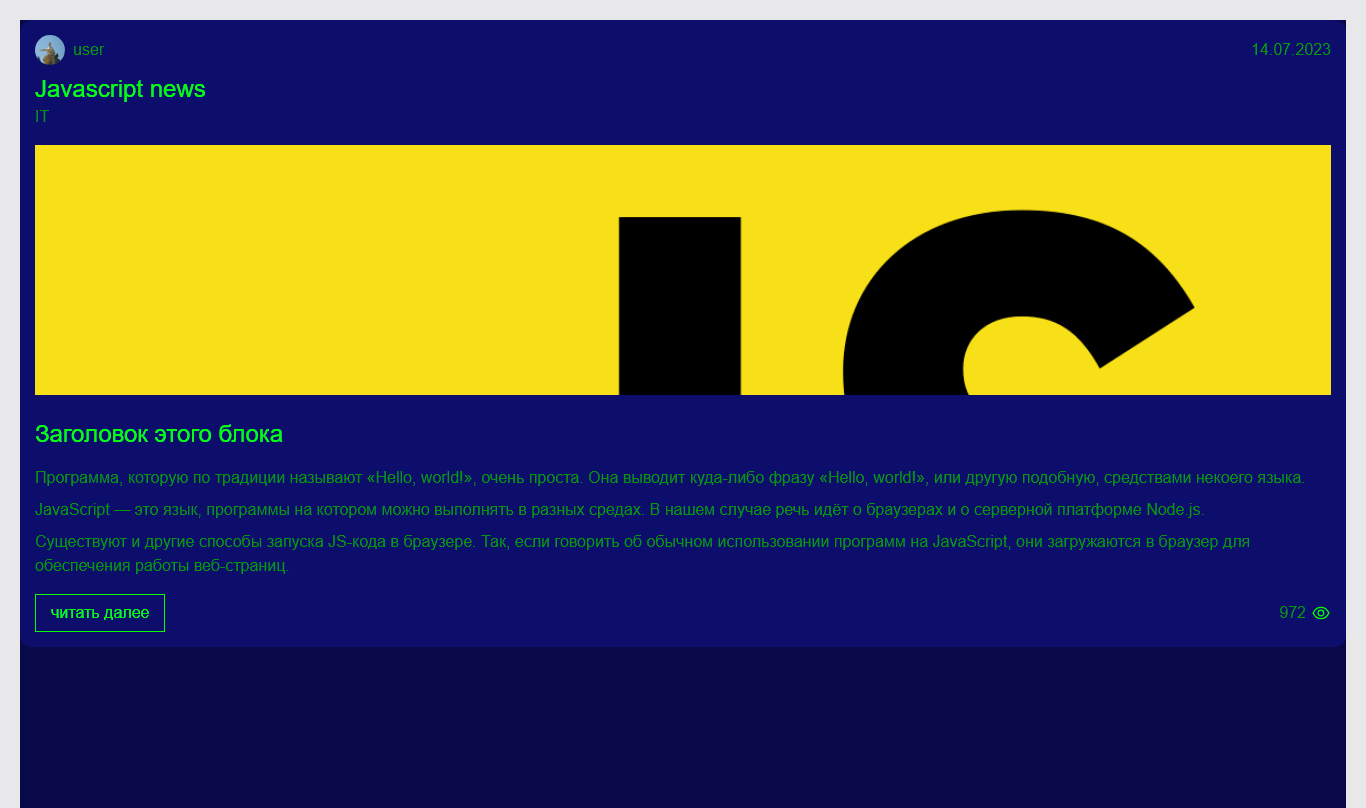 user
14.07.2023
Javascript news
IT
JS
Заголовок этого блока
Программа, которую по традиции называют «Hello, world!», очень проста. Она выводит куда-либо фразу «Hello, world!», или другую подобную, средствами некоего языка.
JavaScript — это язык, программы на котором можно выполнять в разных средах. В нашем случае речь идёт о браузерах и о серверной платформе Node.js.
Существуют и другие способы запуска JS-кода в браузере. Так, если говорить об обычном использовании программ на JavaScript, они загружаются в браузер для
обеспечения работы веб-страниц.
читать далее
972